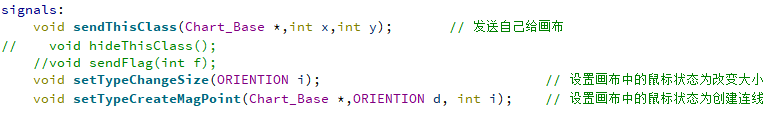 signals:
    void sendThisClass(Chart_Base *,int x,int y);        // 发送自己给画布
//    void hideThisClass();
    //void sendFlag(int f);
    void setTypeChangeSize(ORIENTION i);                                // 设置画布中的鼠标状态为改变大小
    void setTypeCreateMagPoint(Chart_Base *,ORIENTION d, int i);    // 设置画布中的鼠标状态为创建连线